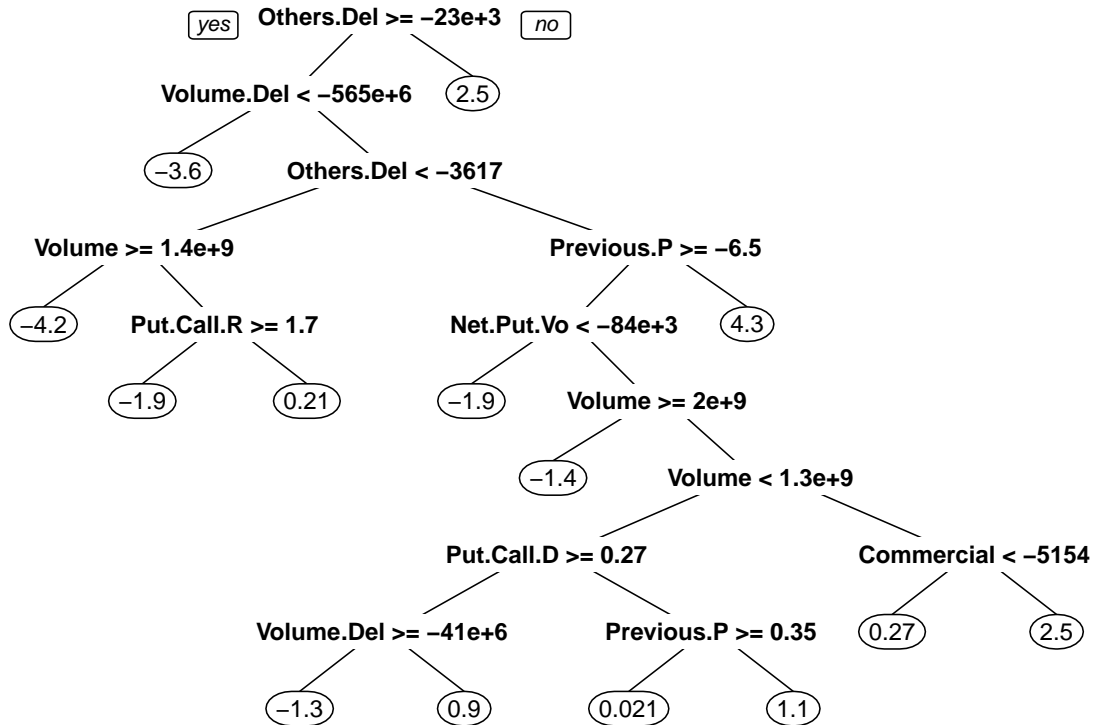 yes Others.Del >= −23e+3 no
Volume.Del < −565e+6 2.5
−3.6 Others.Del < −3617
Volume >= 1.4e+9 Previous.P >= −6.5
−4.2 Put.Call.R >= 1.7 Net.Put.Vo < −84e+3 4.3
−1.9 0.21 −1.9 Volume >= 2e+9
−1.4 Volume < 1.3e+9
Put.Call.D >= 0.27 Commercial < −5154
Volume.Del >= −41e+6 Previous.P >= 0.35 0.27 2.5
−1.3 0.9 0.021 1.1